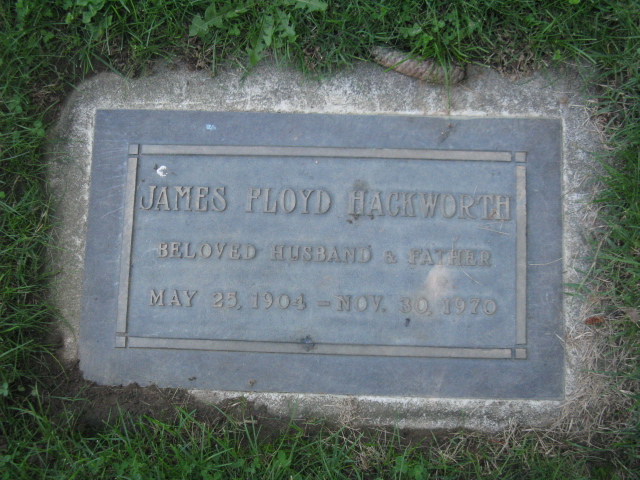 JAMES FLOYD HACKWORTH
BELOVED HUSBAND & FATHER
MAY 25, 1904 – NOV. 30, 1970